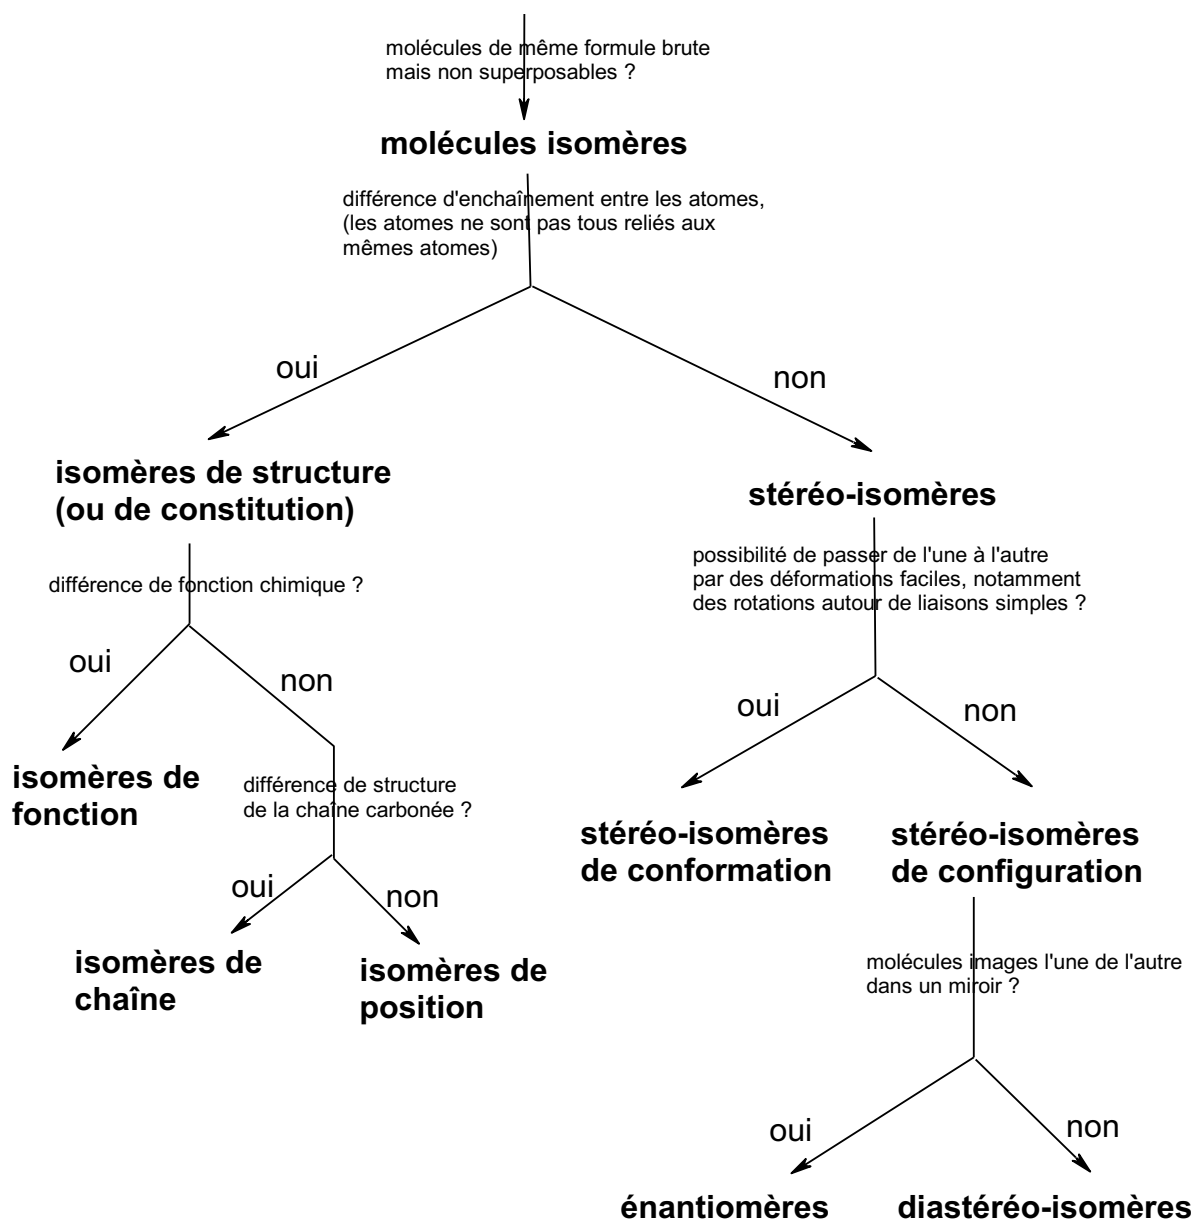 molécules de même formule brute
mais non superposables ?
molécules isomères
différence d'enchaînement entre les atomes,
(les atomes ne sont pas tous reliés aux
mêmes atomes)
oui
non
isomères de structure
(ou de constitution)
stéréo-isomères
différence de fonction chimique ?
possibilité de passer de l'une à l'autre
par des déformations faciles, notamment
des rotations autour de liaisons simples ?
oui
non
oui
non
isomères de
fonction
différence de structure
de la chaîne carbonée ?
stéréo-isomères
de conformation
stéréo-isomères
de configuration
oui
non
isomères de
chaîne
isomères de
position
molécules images l'une de l'autre
dans un miroir ?
oui
non
énantiomères
diastéréo-isomères